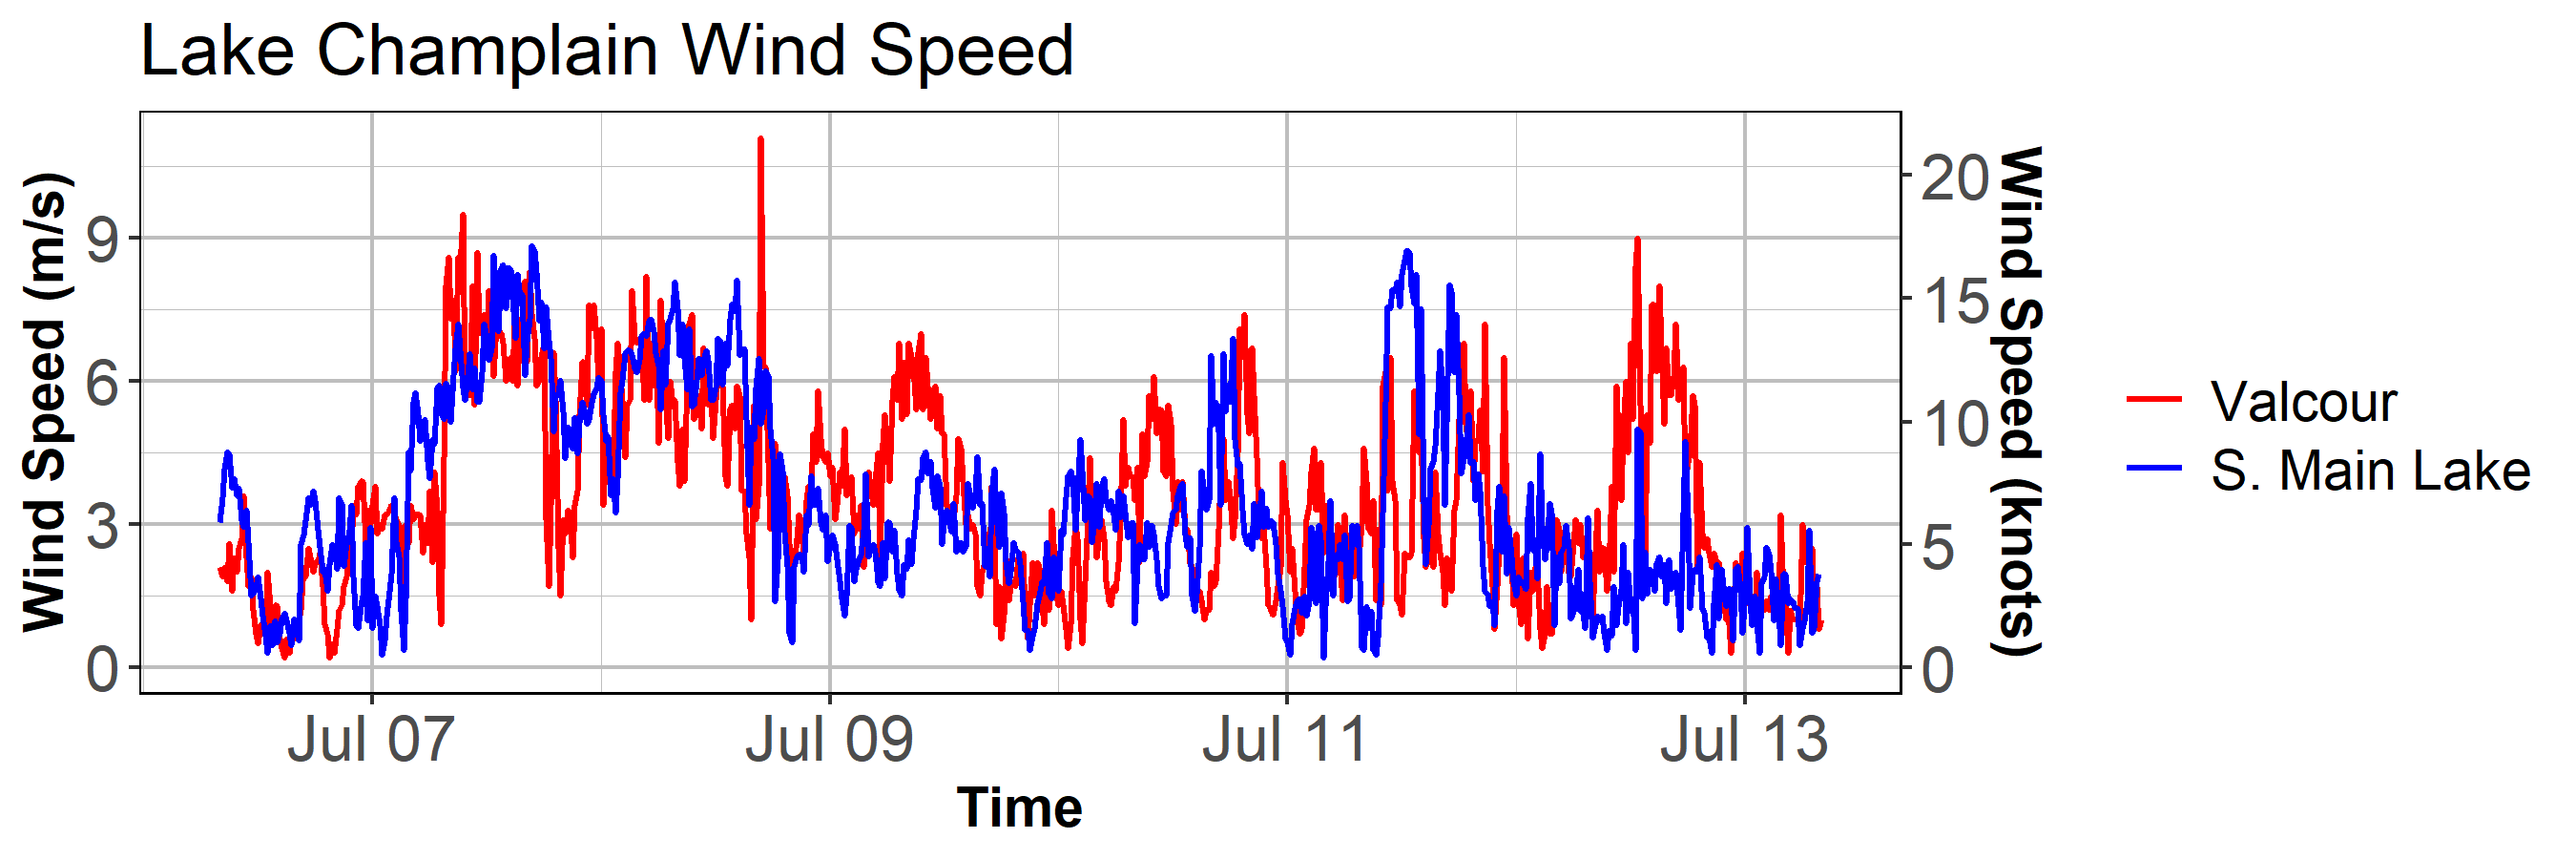 Lake Champlain Wind Speed
Wind Speed (m/s)
9
6
3
0
20
15
10
5
0
Wind Speed (knots)
Jul 07
Jul 09
Jul 11
Jul 13
Time
Valcour
S. Main Lake